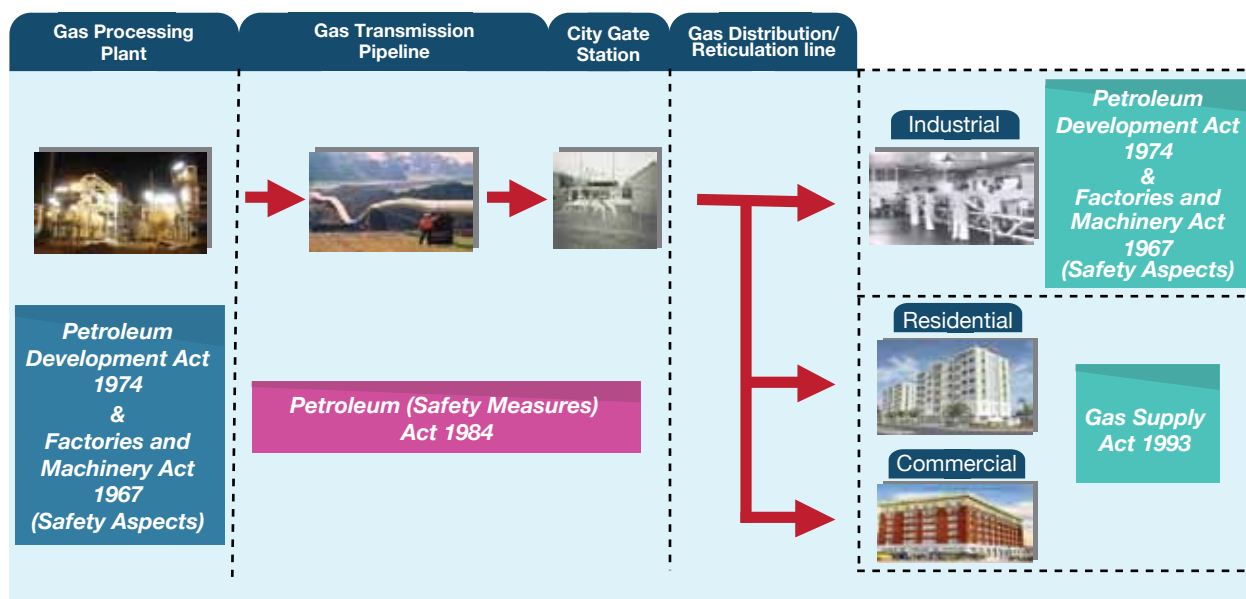 Gas Processing
Plant
Gas Transmission
Pipeline
City Gate
Station
Gas Distribution/
Reticulation line
Industrial
Petroleum
Development Act
1974
&
Factories and
Machinery Act
1967
(Safety Aspects)
Petroleum
Development Act
1974
&
Factories and
Machinery Act
1967
(Safety Aspects)
Petroleum (Safety Measures)
Act 1984
Residential
Gas Supply
Act 1993
Commercial